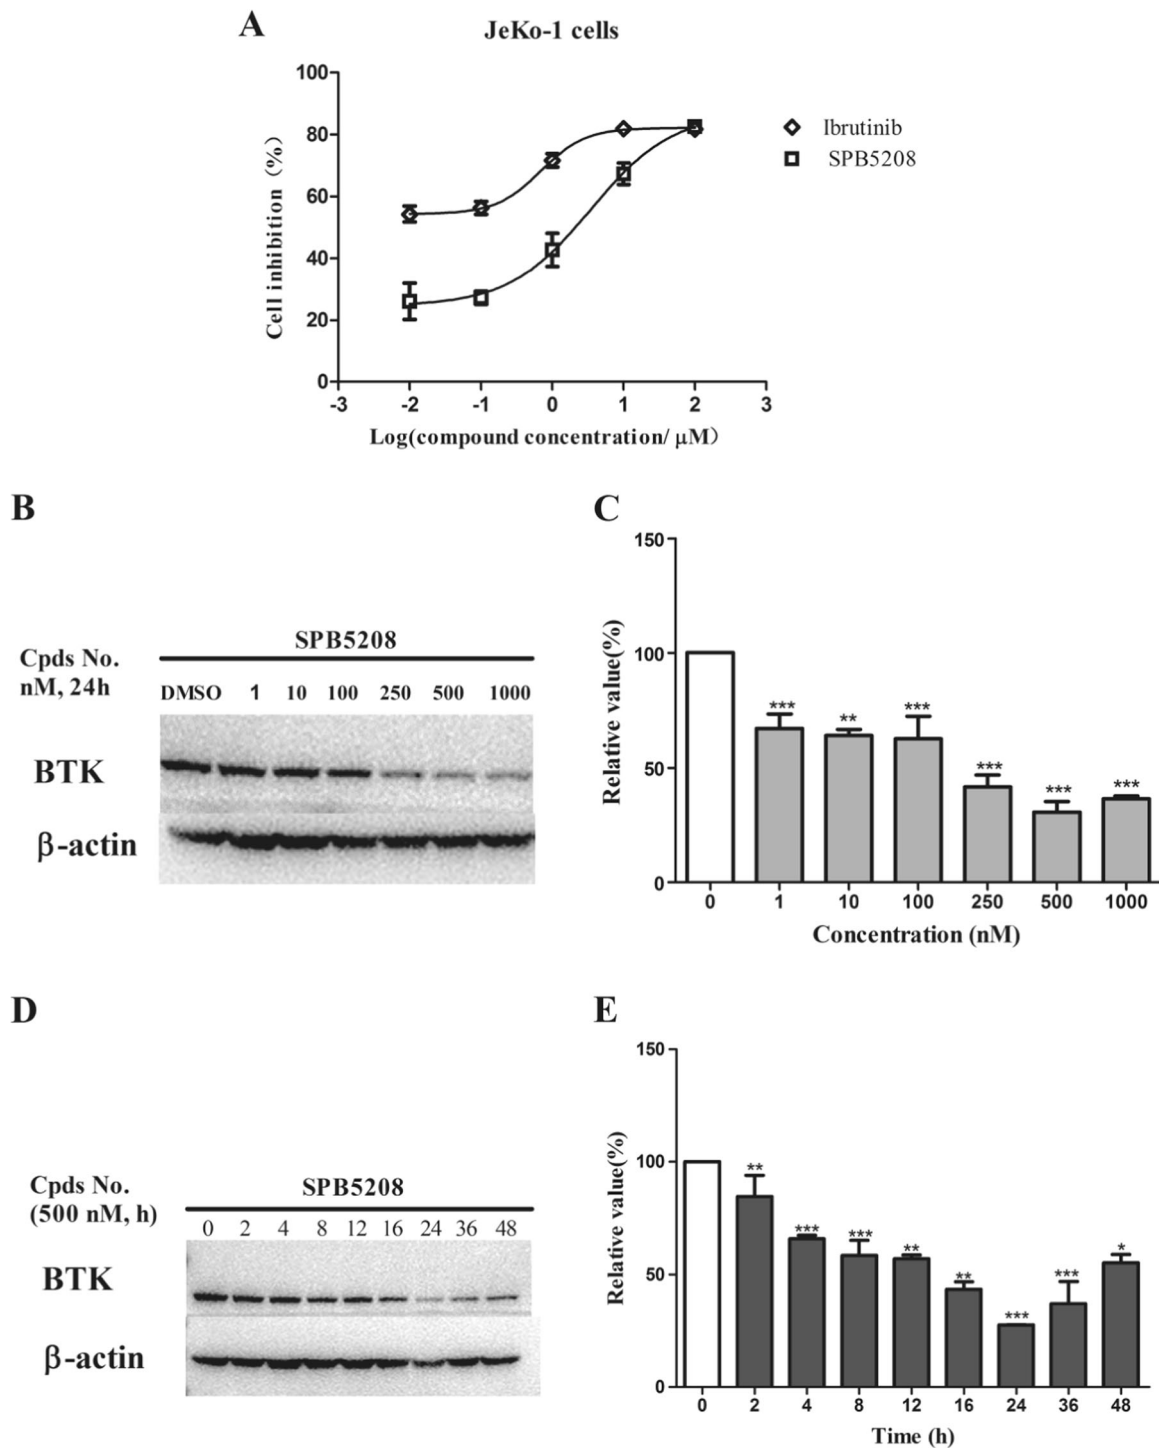 A
JeKo-1 cells
100
80
60
40
20
0
Cell inhibition (%)
-3 -2 -1 0 1 2 3
Log(compound concentration/ μM)
Ibrutinib
SPB5208
B
SPB5208
Cpds No.
nM, 24h
DMSO 1 10 100 250 500 1000
BTK
β-actin
C
150
100
50
0
Relative value(%)
*** ** *** *** *** ***
0 1 10 100 250 500 1000
Concentration (nM)
D
SPB5208
Cpds No.
(500 nM, h)
0 2 4 8 12 16 24 36 48
BTK
β-actin
E
150
100
50
0
Relative value(%)
** *** *** ** ** *** *** *
0 2 4 8 12 16 24 36 48
Time (h)